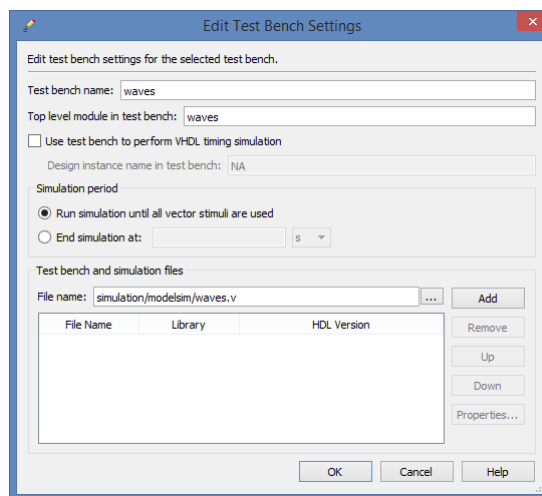 Edit Test Bench Settings
Edit test bench settings for the selected test bench.
Test bench name: waves
Top level module in test bench: waves
Use test bench to perform VHDL timing simulation
Design instance name in test bench: NA
Simulation period
Run simulation until all vector stimuli are used
End simulation at: s
Test bench and simulation files
File name: simulation/modelsim/waves.v ... Add
File Name Library HDL Version Remove
Up
Down
Properties...
OK Cancel Help